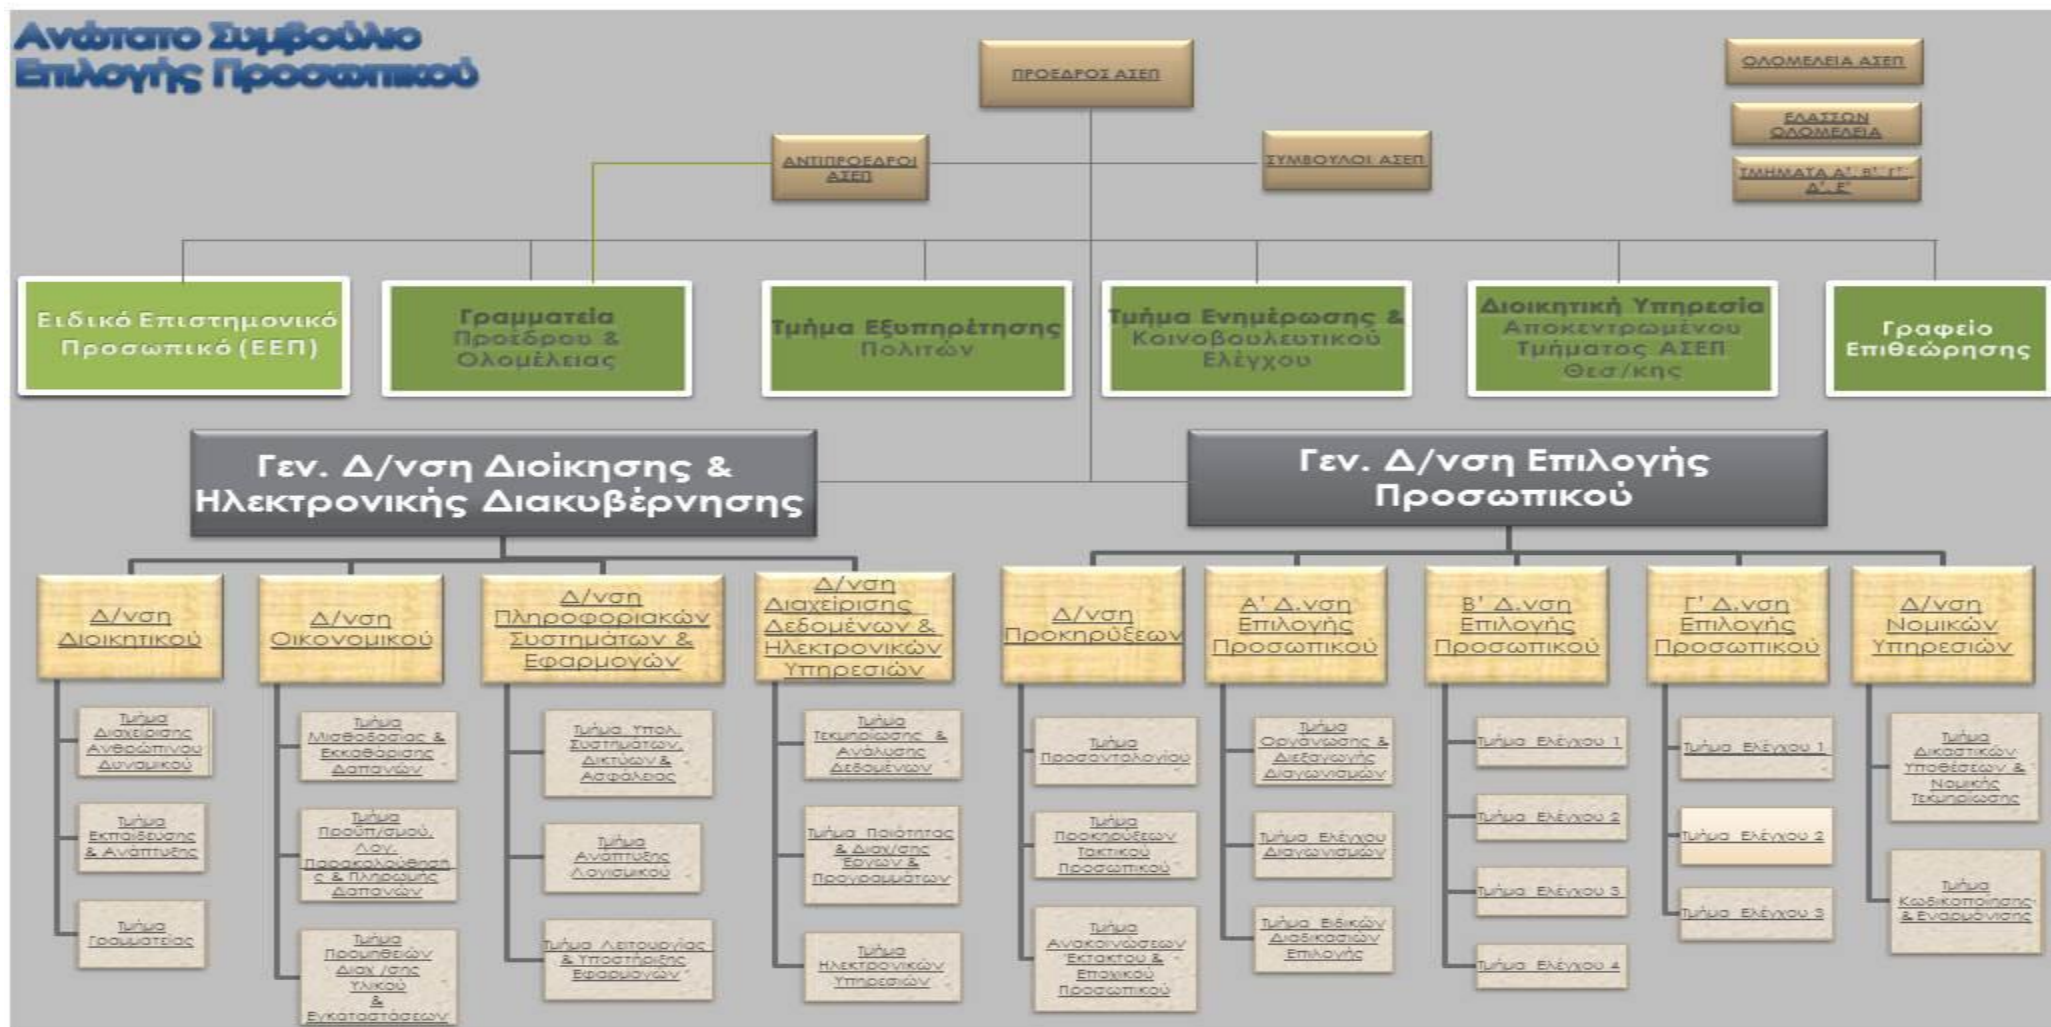 Ανώτατο Συμβούλιο
Επιλογής Προσωπικού
ΠΡΟΕΔΡΟΣ ΑΣΕΠ
ΟΛΟΜΕΛΕΙΑ ΑΣΕΠ
ΕΛΑΣΣΩΝ
ΟΛΟΜΕΛΕΙΑ
ΤΜΗΜΑΤΑ Α', Β', Γ',
Δ', Ε'
ΑΝΤΙΠΡΟΕΔΡΟΙ
ΑΣΕΠ
ΣΥΜΒΟΥΛΟΙ ΑΣΕΠ
Ειδικό Επιστημονικό
Προσωπικό (ΕΕΠ)
Γραμματεία
Προέδρου &
Ολομέλειας
Τμήμα Εξυπηρέτησης
Πολιτών
Τμήμα Ενημέρωσης &
Κοινοβουλευτικού
Ελέγχου
Διοικητική Υπηρεσία
Αποκεντρωμένου
Τμήματος ΑΣΕΠ
Θεσ/κης
Γραφείο
Επιθεώρησης
Γεν. Δ/νση Διοίκησης &
Ηλεκτρονικής Διακυβέρνησης
Γεν. Δ/νση Επιλογής
Προσωπικού
Δ/νση
Διοικητικού
Τμήμα
Διαχείρισης
Ανθρώπινου
Δυναμικού
Τμήμα
Εκπαίδευσης
& Ανάπτυξης
Τμήμα
Γραμματείας
Δ/νση
Οικονομικού
Τμήμα
Μισθοδοσίας &
Εκκαθάρισης
Δαπανών
Τμήμα
Προϋπ/σμού,
Λογ.
Παρακολούθηση
ς & Πληρωμής
Δαπανών
Τμήμα
Προμηθειών
Διαχ /σης
Υλικού
&
Εγκαταστάσεων
Δ/νση
Πληροφοριακών
Συστημάτων &
Εφαρμογών
Τμήμα Υπολ.
Συστημάτων,
Δικτύων &
Ασφάλειας
Τμήμα
Ανάπτυξης
Λογισμικού
Τμήμα Λειτουργίας
& Υποστήριξης
Εφαρμογών
Δ/νση
Διαχείρισης
Δεδομένων &
Ηλεκτρονικών
Υπηρεσιών
Τμήμα
Τεκμηρίωσης &
Ανάλυσης
Δεδομένων
Τμήμα Ποιότητας
& Διαχ/σης
Έργων &
Προγραμμάτων
Τμήμα
Ηλεκτρονικών
Υπηρεσιών
Δ/νση
Προκηρύξεων
Τμήμα
Προσοντολογίου
Τμήμα
Προκηρύξεων
Τακτικού
Προσωπικού
Τμήμα
Ανακοινώσεων
Έκτακτου &
Εποχικού
Προσωπικού
Α' Δ.νση
Επιλογής
Προσωπικού
Τμήμα
Οργάνωσης &
Διεξαγωγής
Διαγωνισμών
Τμήμα Ελέγχου
Διαγωνισμών
Τμήμα Ειδικών
Διαδικασιών
Επιλογής
Β' Δ.νση
Επιλογής
Προσωπικού
Τμήμα Ελέγχου 1
Τμήμα Ελέγχου 2
Τμήμα Ελέγχου 3
Τμήμα Ελέγχου 4
Γ' Δ.νση
Επιλογής
Προσωπικού
Τμήμα Ελέγχου 1
Τμήμα Ελέγχου 2
Τμήμα Ελέγχου 3
Δ/νση
Νομικών
Υπηρεσιών
Τμήμα
Δικαστικών
Υποθέσεων &
Νομικής
Τεκμηρίωσης
Τμήμα
Κωδικοποίησης
& Εναρμόνισης